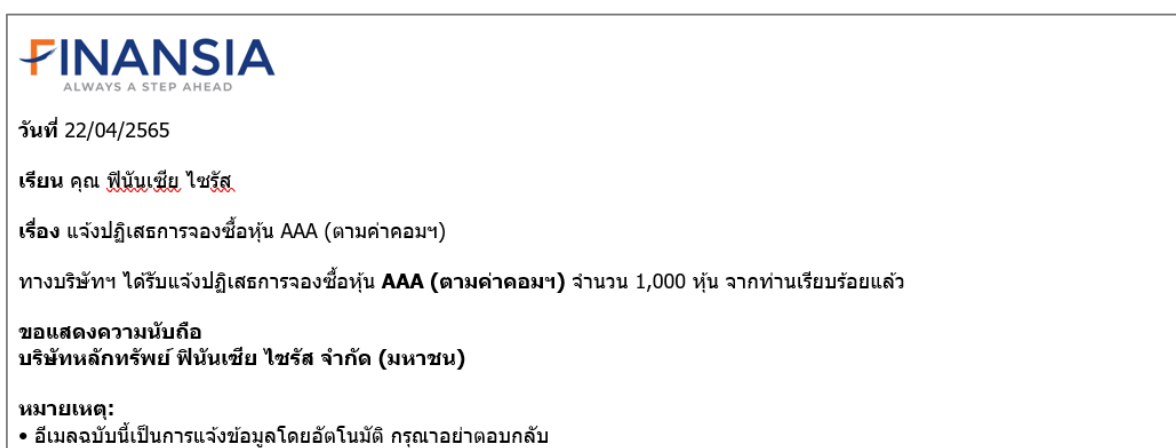 FINANSIA
ALWAYS A STEP AHEAD
วันที่ 22/04/2565
เรียน คุณ ฟินันเซีย ไซรัส
เรื่อง แจ้งปฏิเสธการจองซื้อหุ้น AAA (ตามค่าคอมฯ)
ทางบริษัทฯ ได้รับแจ้งปฏิเสธการจองซื้อหุ้น AAA (ตามค่าคอมฯ) จำนวน 1,000 หุ้น จากท่านเรียบร้อยแล้ว
ขอแสดงความนับถือ
บริษัทหลักทรัพย์ ฟินันเซีย ไซรัส จำกัด (มหาชน)
หมายเหตุ:
• อีเมลฉบับนี้เป็นการแจ้งข้อมูลโดยอัตโนมัติ กรุณาอย่าตอบกลับ